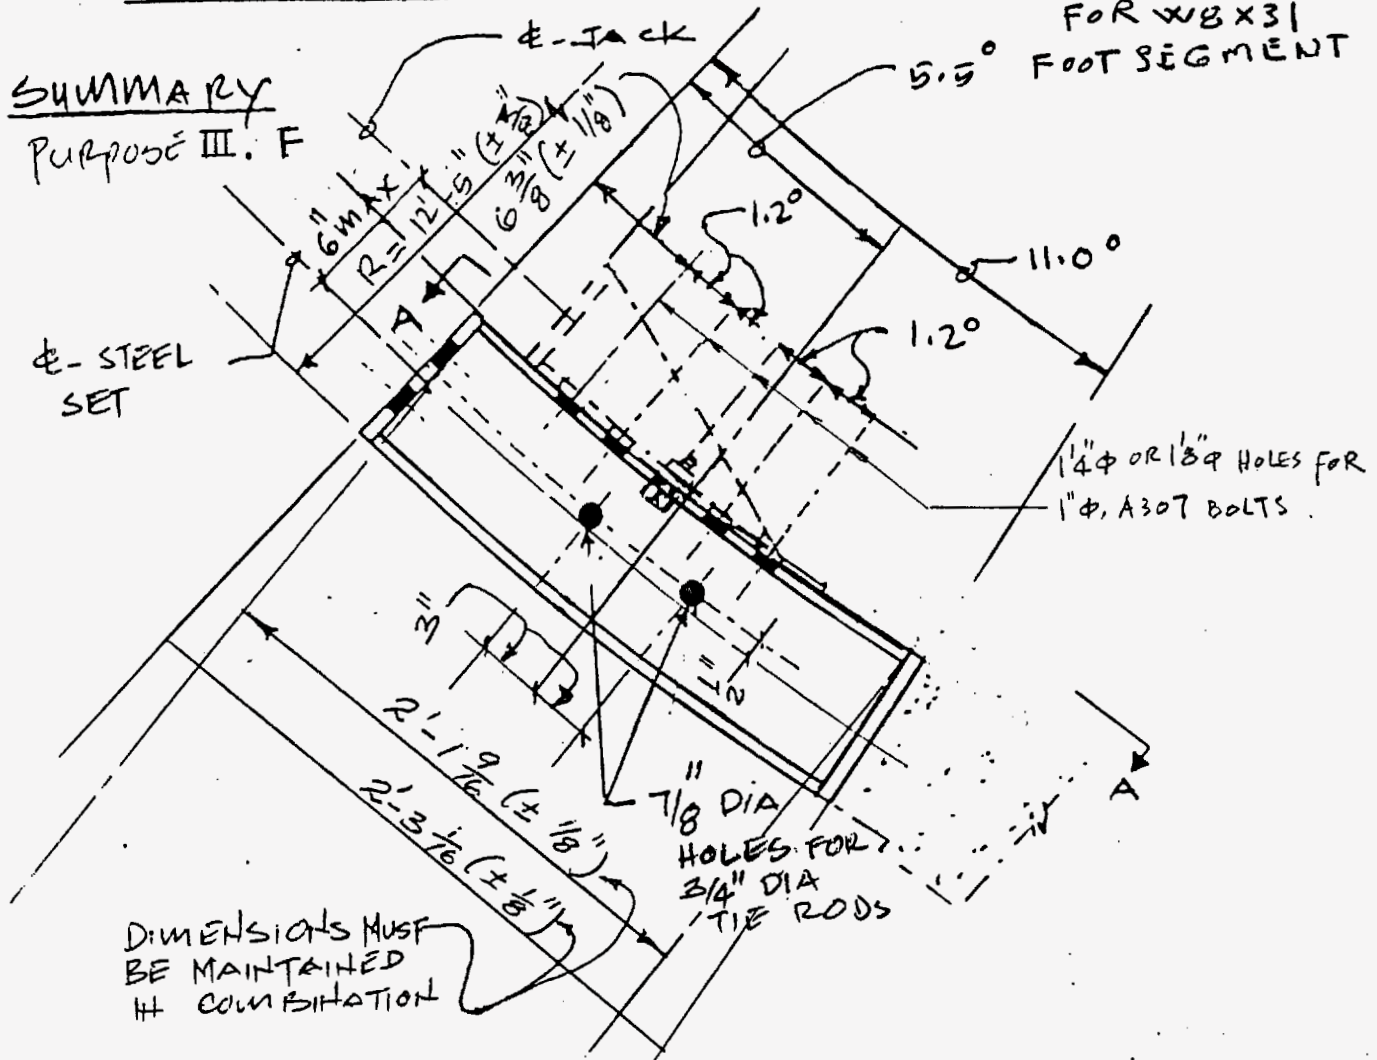 FOR W8X31
FOOT SEGMENT
℄-JACK
5.5°
SUMMARY
PURPOSE III. F
6" MAX
R= 12'-5" (±
6 3/8" (± 1/8")
1.2°
11.0°
1.2°
A
℄-STEEL
SET
1 1/4"Φ OR 1 1/8"Φ HOLES FOR
1"Φ, A307 BOLTS.
3"
1/2"
2'-1 9/16 (± 1/8")
2'-3 1/16 (± 1/8")
7/8" DIA
HOLES FOR
3/4" DIA
TIE RODS
A
DIMENSIONS MUST
BE MAINTAINED
IN COMBINATION